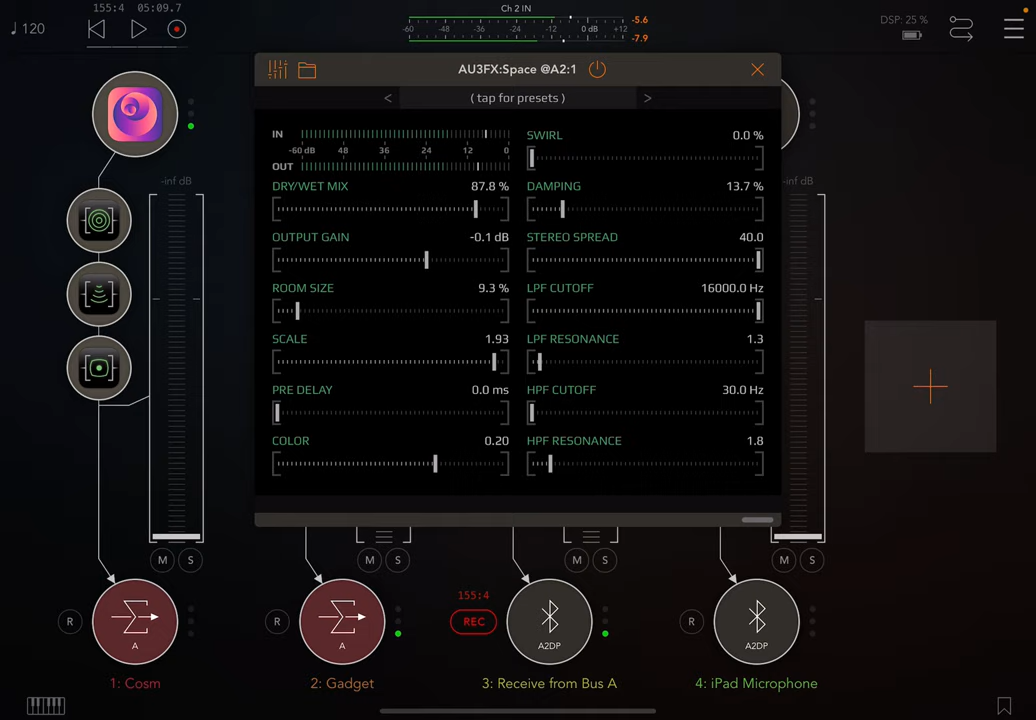 155:4 05:09.7
♩120
Ch 2 IN
-60 -48 -36 -24 -12 0 dB +12
-5.6
-7.9
DSP: 25 %
AU3FX:Space @A2:1
( tap for presets )
IN
-60 dB 48 36 24 12 0
OUT
DRY/WET MIX 87.8 %
OUTPUT GAIN -0.1 dB
ROOM SIZE 9.3 %
SCALE 1.93
PRE DELAY 0.0 ms
COLOR 0.20
SWIRL 0.0 %
DAMPING 13.7 %
STEREO SPREAD 40.0
LPF CUTOFF 16000.0 Hz
LPF RESONANCE 1.3
HPF CUTOFF 30.0 Hz
HPF RESONANCE 1.8
-inf dB
-inf dB
M S M S M S M S
155:4
R R REC R
A A A2DP A2DP
1: Cosm 2: Gadget 3: Receive from Bus A 4: iPad Microphone